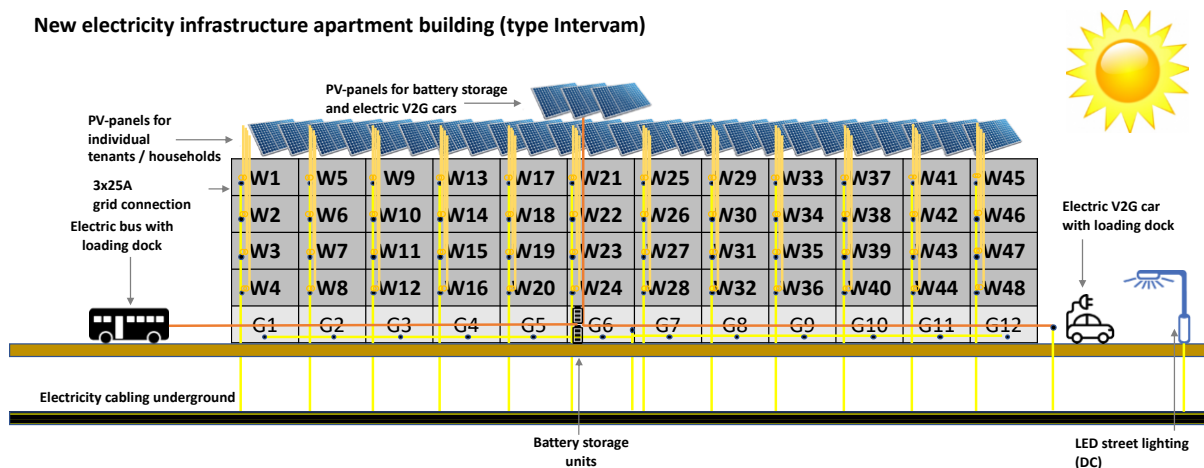 New electricity infrastructure apartment building (type Intervam)
PV-panels for battery storage
and electric V2G cars
PV-panels for
individual
tenants / households
3x25A
grid connection
Electric bus with
loading dock
W1 W5 W9 W13 W17 W21 W25 W29 W33 W37 W41 W45
W2 W6 W10 W14 W18 W22 W26 W30 W34 W38 W42 W46
W3 W7 W11 W15 W19 W23 W27 W31 W35 W39 W43 W47
W4 W8 W12 W16 W20 W24 W28 W32 W36 W40 W44 W48
G1 G2 G3 G4 G5 G6 G7 G8 G9 G10 G11 G12
Electric V2G car
with loading dock
Electricity cabling underground
Battery storage
units
LED street lighting
(DC)